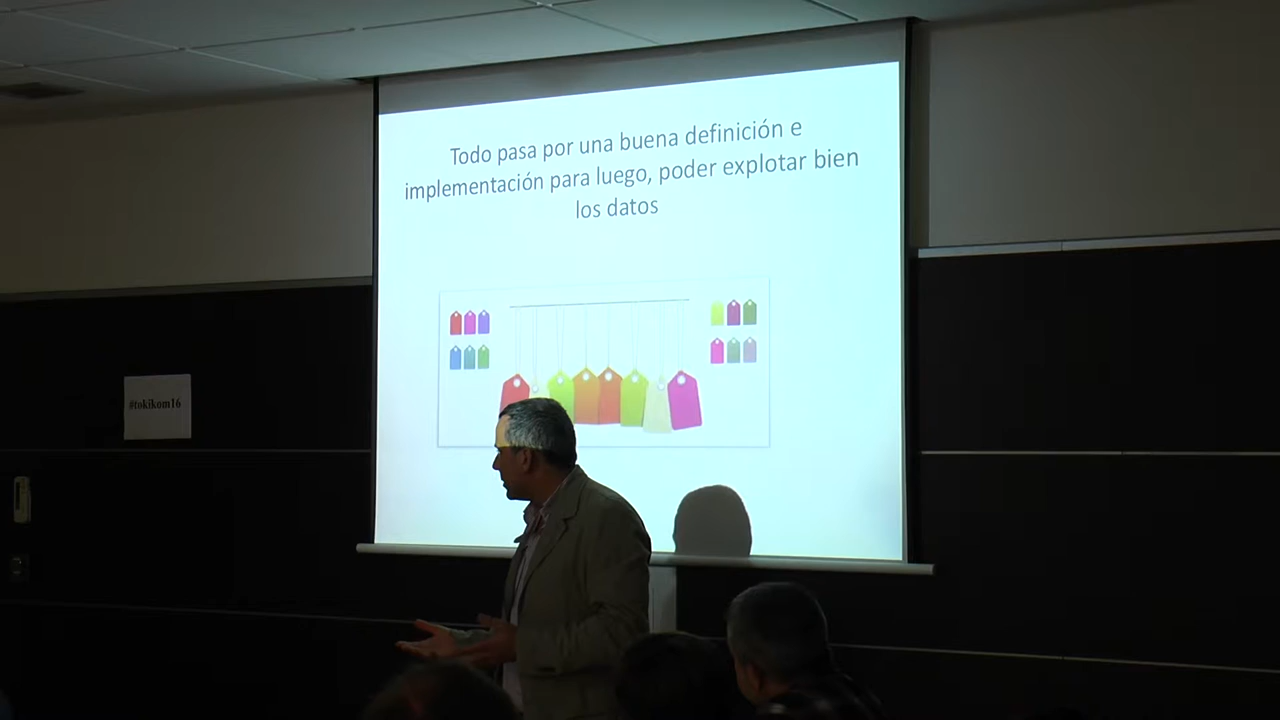 Todo pasa por una buena definición e
implementación para luego, poder explotar bien
los datos
#tokikom16